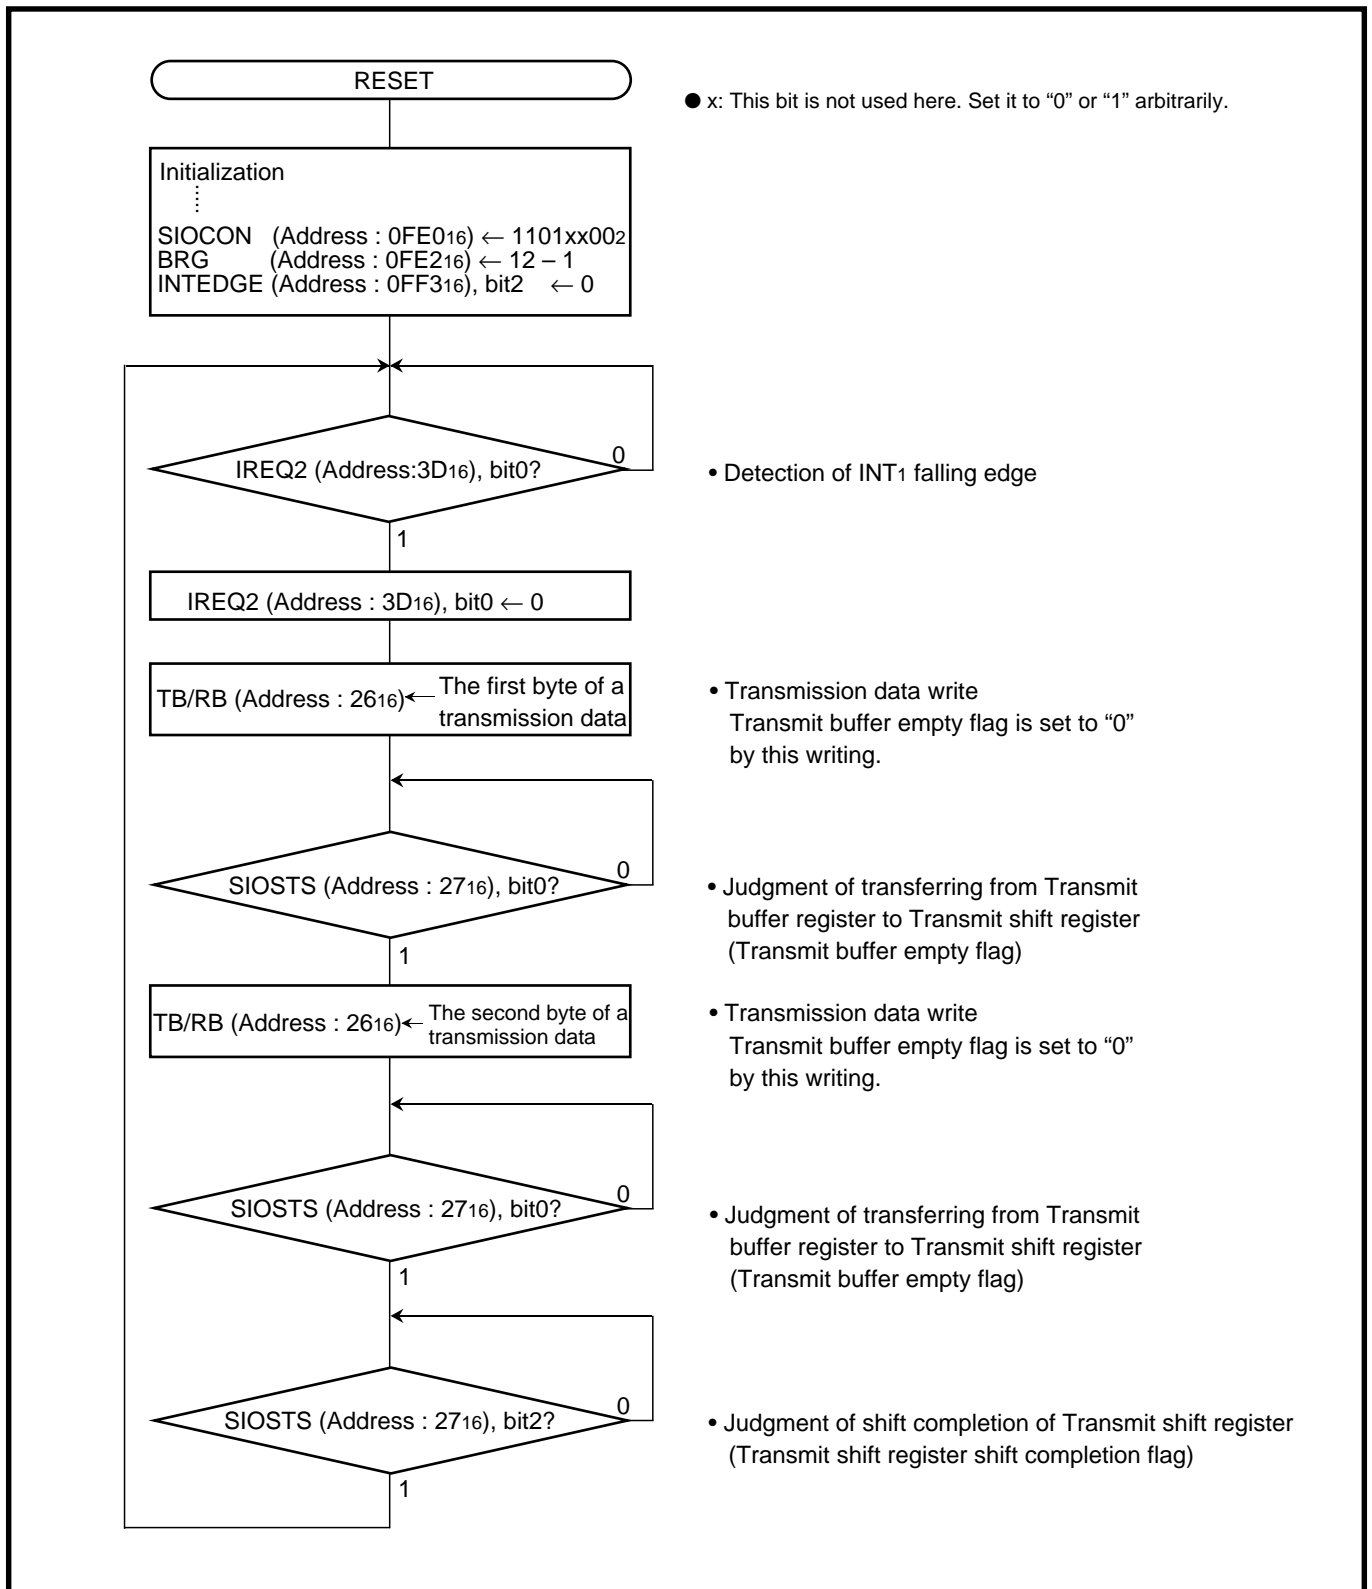 RESET
● x: This bit is not used here. Set it to “0” or “1” arbitrarily.
Initialization
SIOCON (Address : 0FE016) ← 1101xx002
BRG (Address : 0FE216) ← 12 – 1
INTEDGE (Address : 0FF316), bit2 ← 0
IREQ2 (Address:3D16), bit0?
0
• Detection of INT1 falling edge
1
IREQ2 (Address : 3D16), bit0 ← 0
TB/RB (Address : 2616)← The first byte of a
transmission data
• Transmission data write
Transmit buffer empty flag is set to “0”
by this writing.
SIOSTS (Address : 2716), bit0?
0
• Judgment of transferring from Transmit
buffer register to Transmit shift register
(Transmit buffer empty flag)
1
TB/RB (Address : 2616)← The second byte of a
transmission data
• Transmission data write
Transmit buffer empty flag is set to “0”
by this writing.
SIOSTS (Address : 2716), bit0?
0
• Judgment of transferring from Transmit
buffer register to Transmit shift register
(Transmit buffer empty flag)
1
SIOSTS (Address : 2716), bit2?
0
• Judgment of shift completion of Transmit shift register
(Transmit shift register shift completion flag)
1